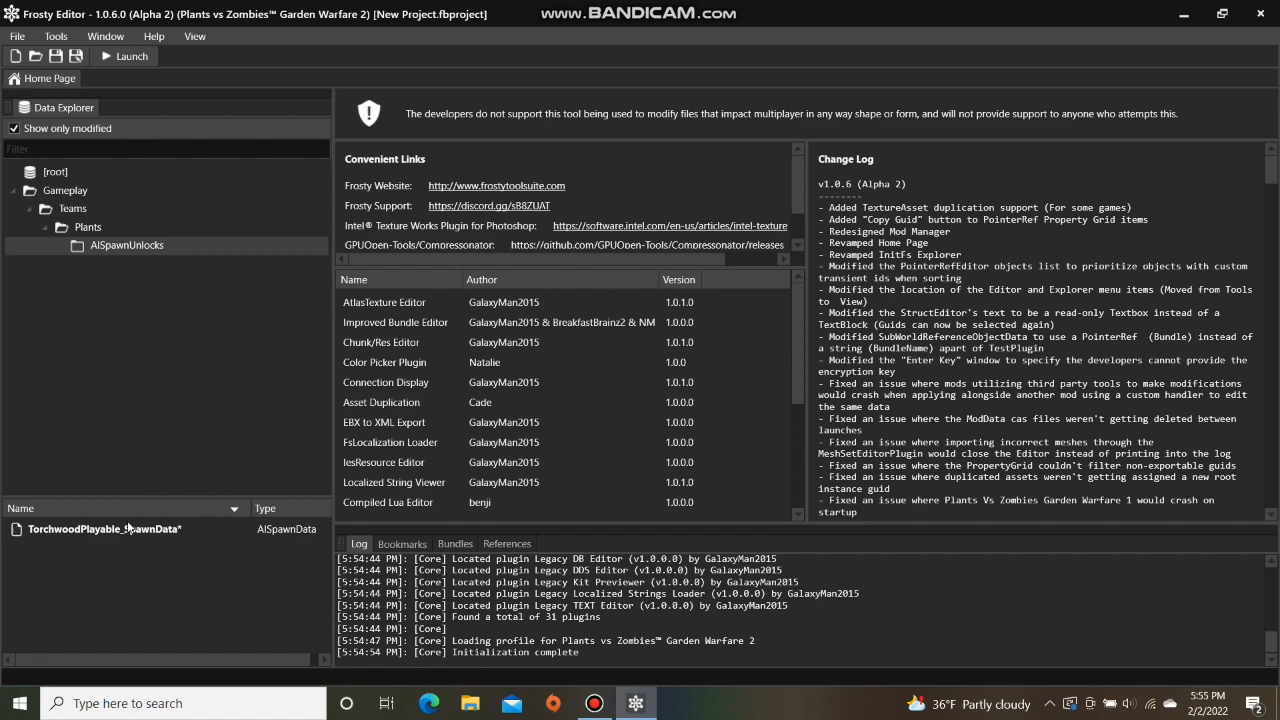 Frosty Editor - 1.0.6.0 (Alpha 2) (Plants vs Zombies™ Garden Warfare 2) [New Project.fbproject]
www.BANDICAM.com
File Tools Window Help View
Launch
Home Page
Data Explorer
Show only modified
Filter
[root]
Gameplay
Teams
Plants
AISpawnUnlocks
Name Type
TorchwoodPlayable_SpawnData* AISpawnData
The developers do not support this tool being used to modify files that impact multiplayer in any way shape or form, and will not provide support to anyone who attempts this.
Convenient Links
Frosty Website: http://www.frostytoolsuite.com
Frosty Support: https://discord.gg/sB8ZUAT
Intel® Texture Works Plugin for Photoshop: https://software.intel.com/en-us/articles/intel-texture
GPUOpen-Tools/Compressonator: https://github.com/GPUOpen-Tools/Compressonator/releases
Name Author Version
AtlasTexture Editor GalaxyMan2015 1.0.1.0
Improved Bundle Editor GalaxyMan2015 & BreakfastBrainz2 & NM 1.0.0.0
Chunk/Res Editor GalaxyMan2015 1.0.1.0
Color Picker Plugin Natalie 1.0.0
Connection Display GalaxyMan2015 1.0.1.0
Asset Duplication Cade 1.0.0.0
EBX to XML Export GalaxyMan2015 1.0.0.0
FsLocalization Loader GalaxyMan2015 1.0.0.0
IesResource Editor GalaxyMan2015 1.0.0.0
Localized String Viewer GalaxyMan2015 1.0.0.0
Compiled Lua Editor benji 1.0.0.0
Change Log
v1.0.6 (Alpha 2)
--------
- Added TextureAsset duplication support (For some games)
- Added "Copy Guid" button to PointerRef Property Grid items
- Redesigned Mod Manager
- Revamped Home Page
- Revamped InitFs Explorer
- Modified the PointerRefEditor objects list to prioritize objects with custom
transient ids when sorting
- Modified the location of the Editor and Explorer menu items (Moved from Tools
to View)
- Modified the StructEditor's text to be a read-only Textbox instead of a
TextBlock (Guids can now be selected again)
- Modified SubWorldReferenceObjectData to use a PointerRef (Bundle) instead of
a string (BundleName) apart of TestPlugin
- Modified the "Enter Key" window to specify the developers cannot provide the
encryption key
- Fixed an issue where mods utilizing third party tools to make modifications
would crash when applying alongside another mod using a custom handler to edit
the same data
- Fixed an issue where the ModData cas files weren't getting deleted between
launches
- Fixed an issue where importing incorrect meshes through the
MeshSetEditorPlugin would close the Editor instead of printing into the log
- Fixed an issue where the PropertyGrid couldn't filter non-exportable guids
- Fixed an issue where duplicated assets weren't getting assigned a new root
instance guid
- Fixed an issue where Plants Vs Zombies Garden Warfare 1 would crash on
startup
Log Bookmarks Bundles References
[5:54:44 PM]: [Core] Located plugin Legacy DB Editor (v1.0.0.0) by GalaxyMan2015
[5:54:44 PM]: [Core] Located plugin Legacy DDS Editor (v1.0.0.0) by GalaxyMan2015
[5:54:44 PM]: [Core] Located plugin Legacy Kit Previewer (v1.0.0.0) by GalaxyMan2015
[5:54:44 PM]: [Core] Located plugin Legacy Localized Strings Loader (v1.0.0.0) by GalaxyMan2015
[5:54:44 PM]: [Core] Located plugin Legacy TEXT Editor (v1.0.0.0) by GalaxyMan2015
[5:54:44 PM]: [Core] Found a total of 31 plugins
[5:54:44 PM]: [Core]
[5:54:47 PM]: [Core] Loading profile for Plants vs Zombies™ Garden Warfare 2
[5:54:54 PM]: [Core] Initialization complete
Type here to search
36°F Partly cloudy
5:55 PM
2/2/2022
2